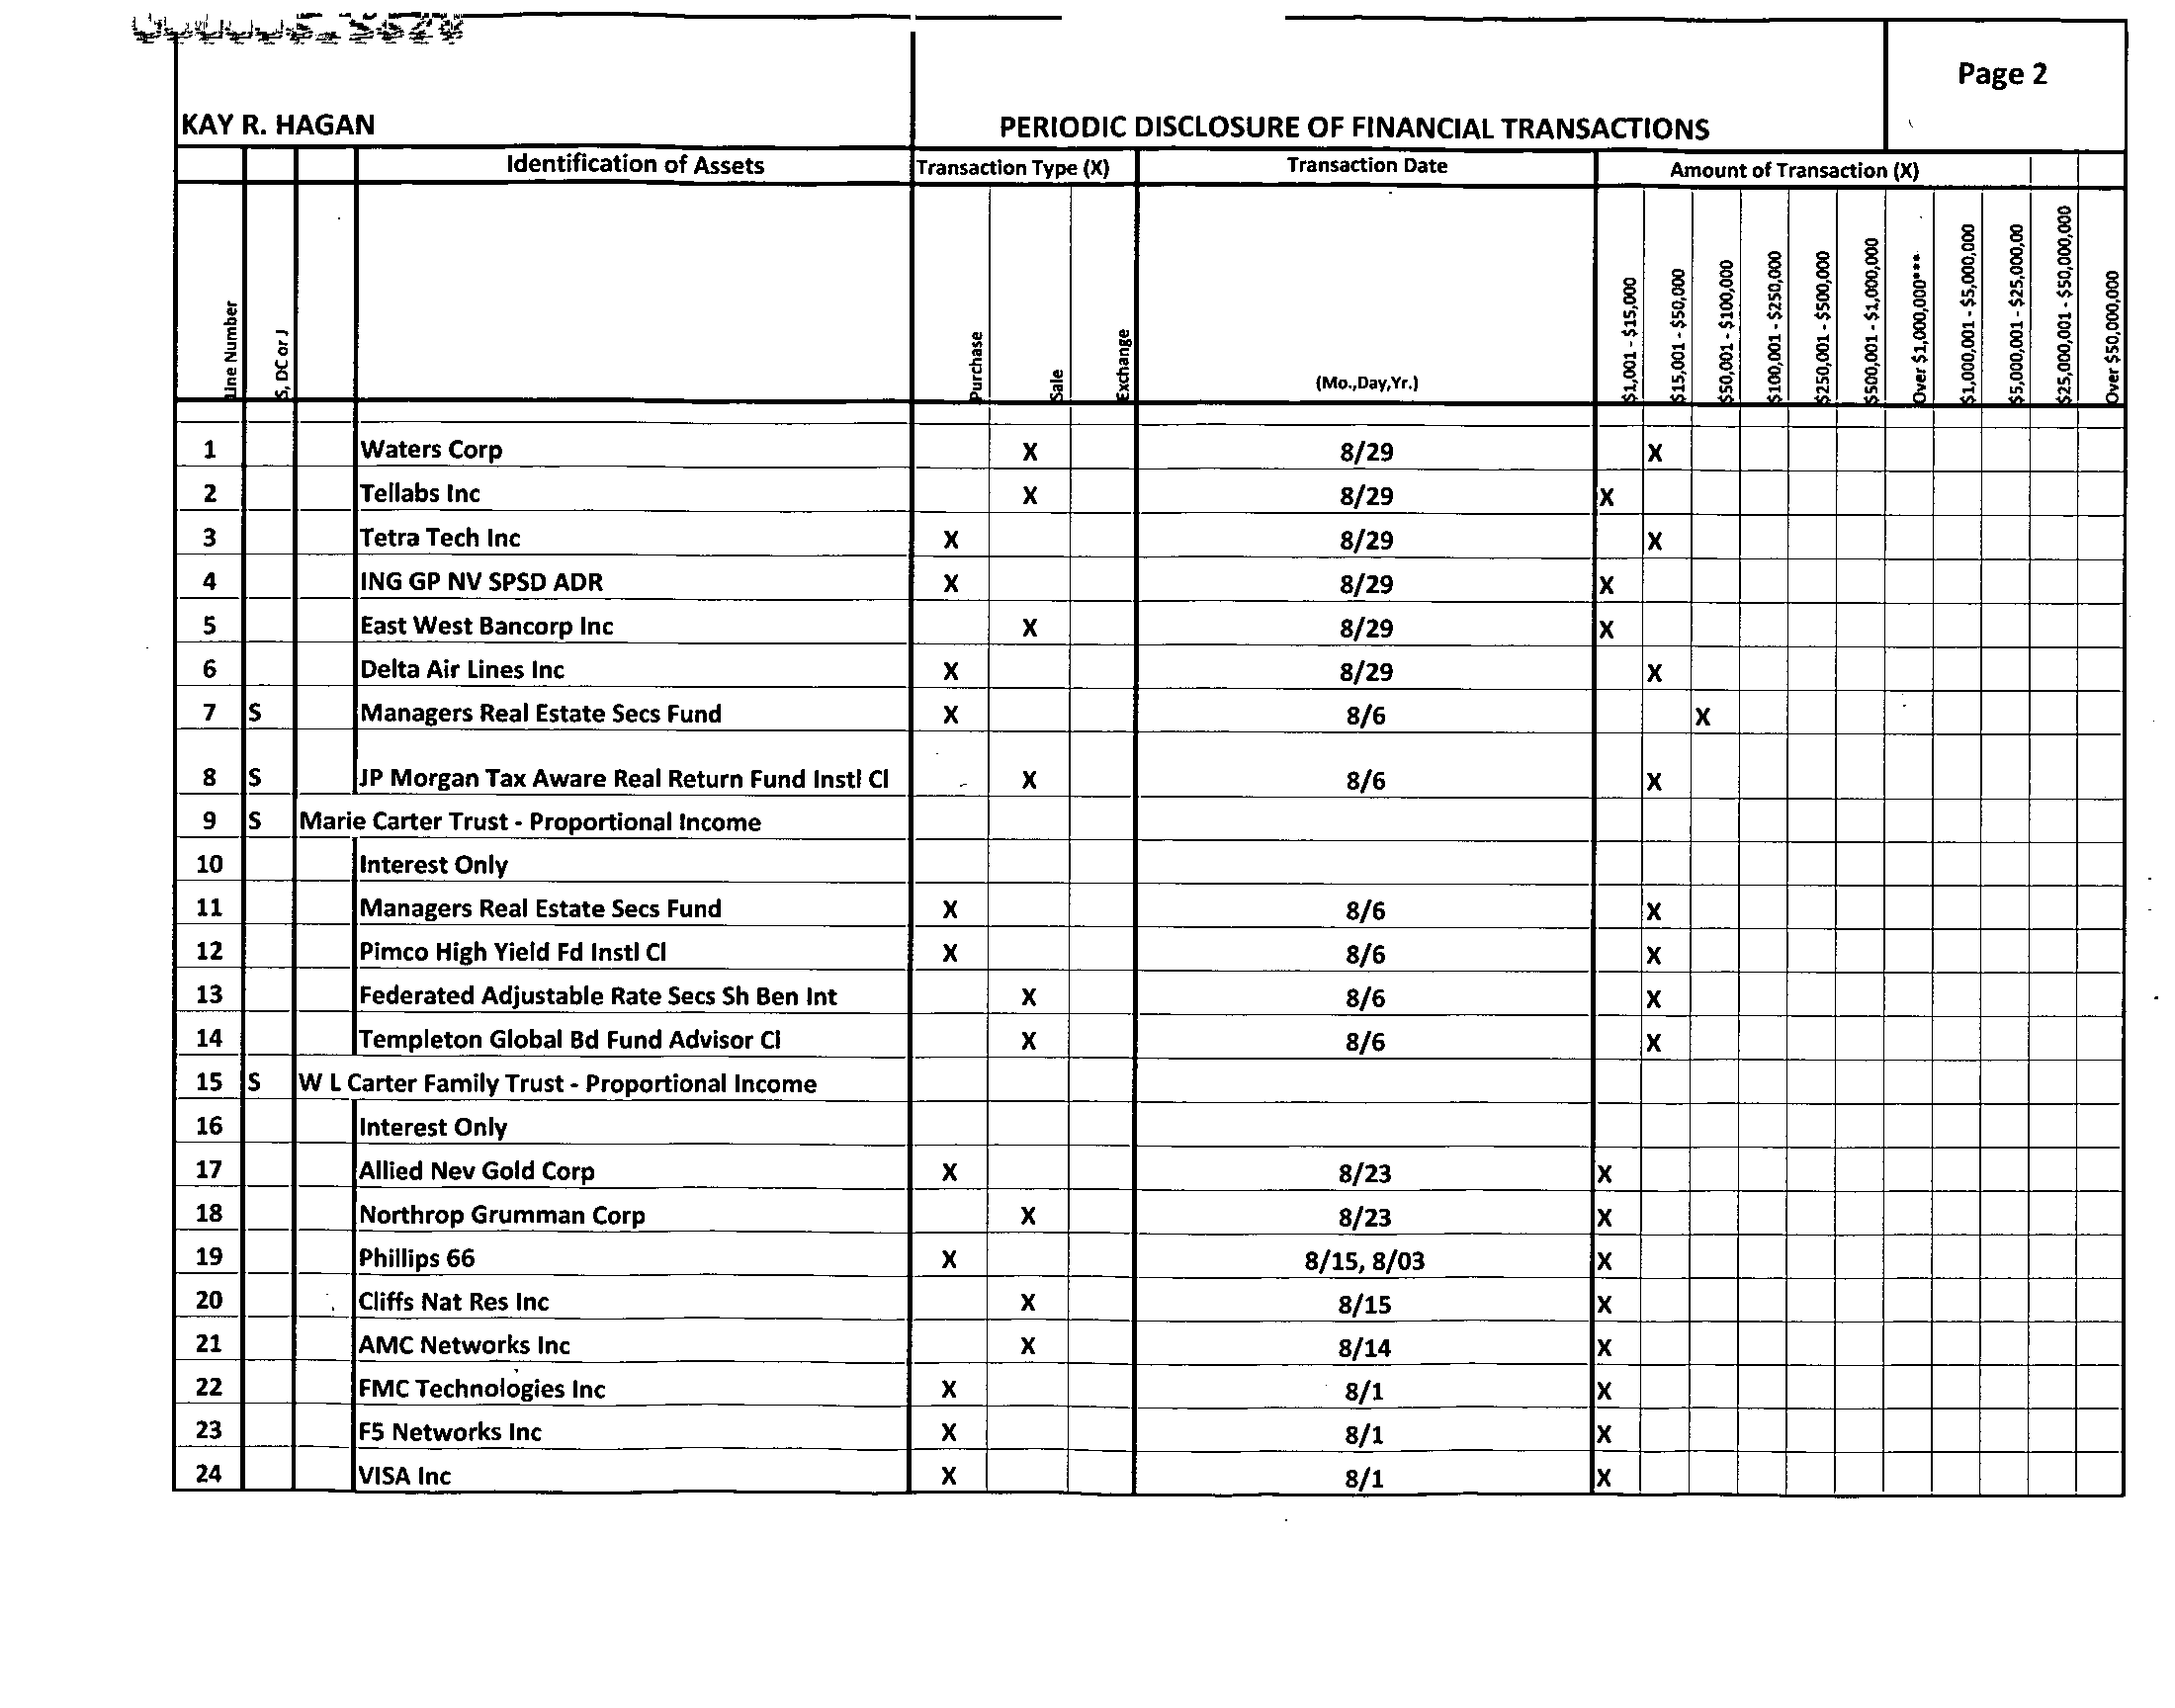 Page 2
KAY R. HAGAN PERIODIC DISCLOSURE OF FINANCIAL TRANSACTIONS
Identification of Assets Transaction Type (X) Transaction Date Amount of Transaction (X)
Line Number S, DC or J Purchase Sale Exchange (Mo.,Day,Yr.) $1,001 - $15,000 $15,001 - $50,000 $50,001 - $100,000 $100,001 - $250,000 $250,001 - $500,000 $500,001 - $1,000,000 Over $1,000,000*** $1,000,001 - $5,000,000 $5,000,001 - $25,000,00 $25,000,001 - $50,000,000 Over $50,000,000
1 Waters Corp X 8/29 X
2 Tellabs Inc X 8/29 X
3 Tetra Tech Inc X 8/29 X
4 ING GP NV SPSD ADR X 8/29 X
5 East West Bancorp Inc X 8/29 X
6 Delta Air Lines Inc X 8/29 X
7 S Managers Real Estate Secs Fund X 8/6 X
8 S JP Morgan Tax Aware Real Return Fund Instl Cl X 8/6 X
9 S Marie Carter Trust - Proportional Income
10 Interest Only
11 Managers Real Estate Secs Fund X 8/6 X
12 Pimco High Yield Fd Instl Cl X 8/6 X
13 Federated Adjustable Rate Secs Sh Ben Int X 8/6 X
14 Templeton Global Bd Fund Advisor Cl X 8/6 X
15 S W L Carter Family Trust - Proportional Income
16 Interest Only
17 Allied Nev Gold Corp X 8/23 X
18 Northrop Grumman Corp X 8/23 X
19 Phillips 66 X 8/15, 8/03 X
20 Cliffs Nat Res Inc X 8/15 X
21 AMC Networks Inc X 8/14 X
22 FMC Technologies Inc X 8/1 X
23 F5 Networks Inc X 8/1 X
24 VISA Inc X 8/1 X